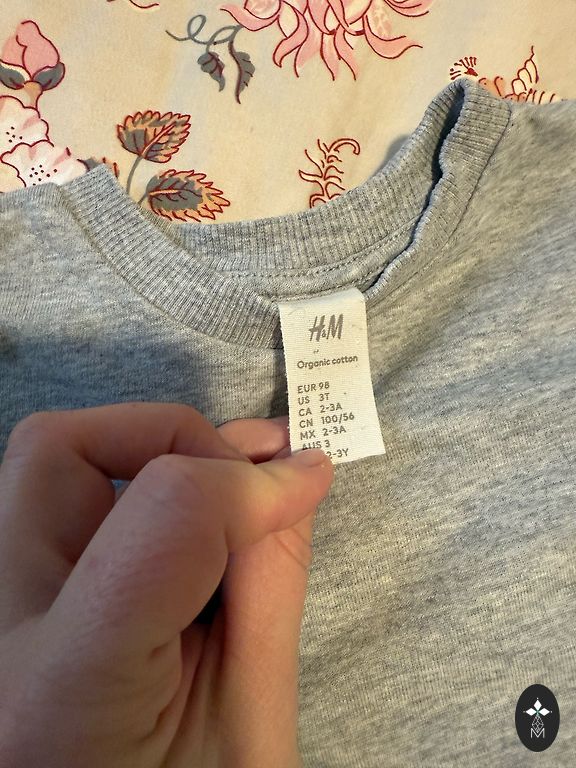 H&M
Organic cotton
EUR 98
US 3T
CA 2-3A
CN 100/56
MX 2-3A
AUS 3
2-3Y
M